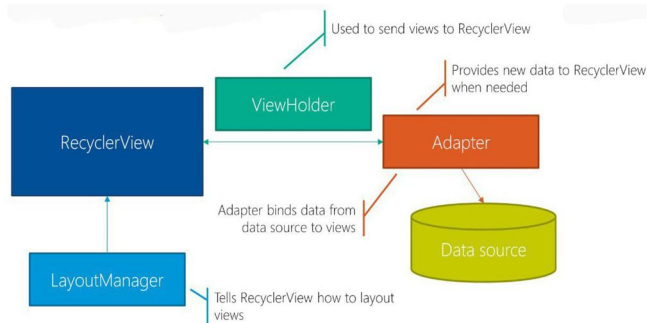 Used to send views to RecyclerView
Provides new data to RecyclerView
when needed
ViewHolder
RecyclerView
Adapter
Adapter binds data from
data source to views
Data source
LayoutManager
Tells RecyclerView how to layout
views